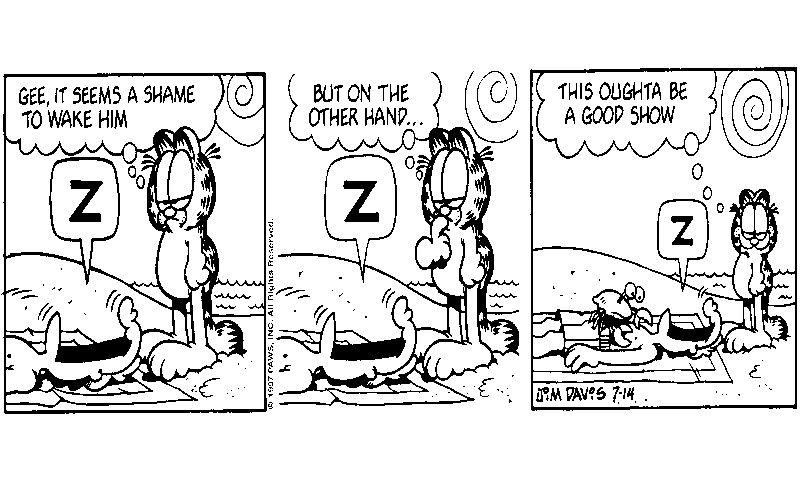 GEE, IT SEEMS A SHAME
TO WAKE HIM
Z
© 1997 PAWS, INC. All Rights Reserved.
BUT ON THE
OTHER HAND...
Z
THIS OUGHTA BE
A GOOD SHOW
Z
JIM DAVIS 7-14